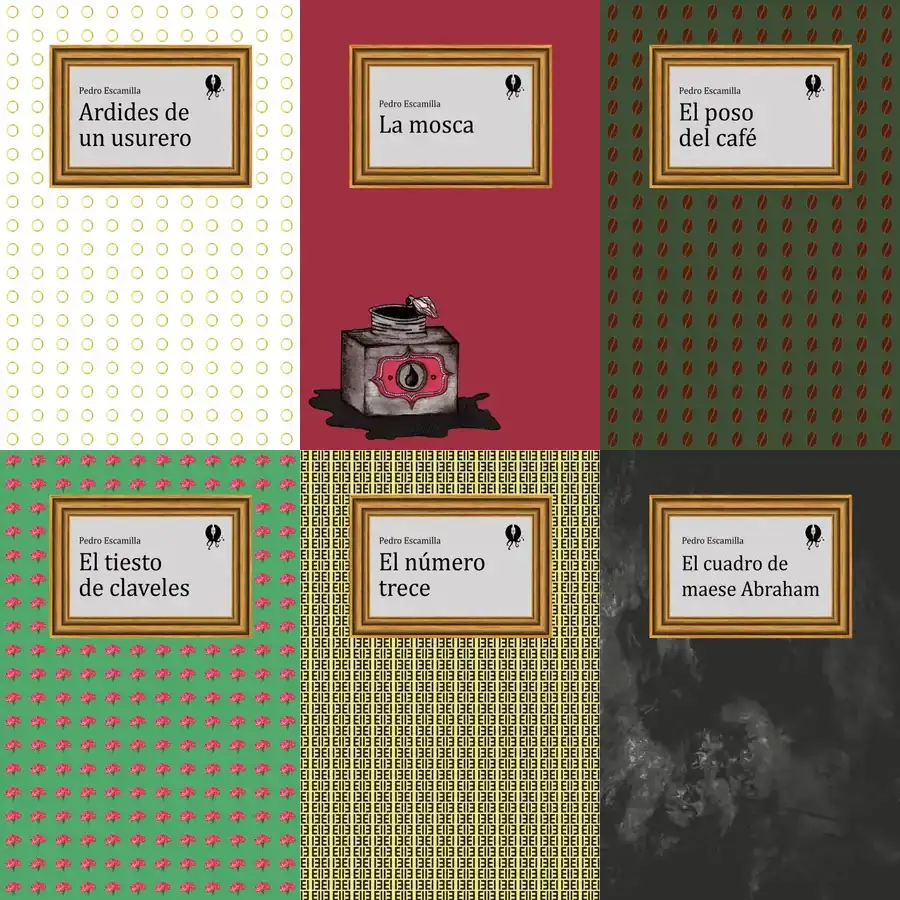 Pedro Escamilla
Ardides de
un usurero
Pedro Escamilla
La mosca
Pedro Escamilla
El poso
del café
Pedro Escamilla
El tiesto
de claveles
Pedro Escamilla
El número
trece
Pedro Escamilla
El cuadro de
maese Abraham